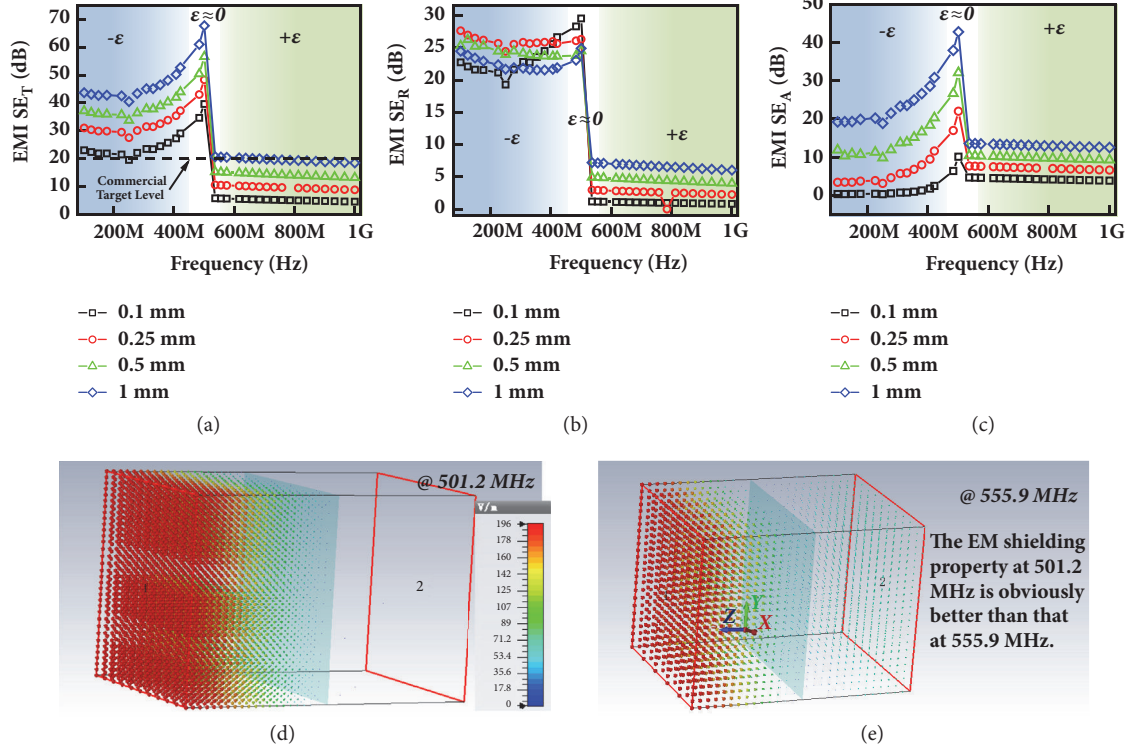 ε≈0
-ε
+ε
70
60
50
40
30
20
10
0
EMI SE_T (dB)
Commercial
Target Level
200M 400M 600M 800M 1G
Frequency (Hz)
0.1 mm
0.25 mm
0.5 mm
1 mm
(a)
30
25
20
15
10
5
0
EMI SE_R (dB)
-ε
ε≈0
+ε
200M 400M 600M 800M 1G
Frequency (Hz)
0.1 mm
0.25 mm
0.5 mm
1 mm
(b)
50
40
30
20
10
0
EMI SE_A (dB)
-ε
ε≈0
+ε
200M 400M 600M 800M 1G
Frequency (Hz)
0.1 mm
0.25 mm
0.5 mm
1 mm
(c)
@ 501.2 MHz
V/m
196
178
160
142
125
107
89
71.2
53.4
35.6
17.8
0
1
2
(d)
@ 555.9 MHz
The EM shielding
property at 501.2
MHz is obviously
better than that
at 555.9 MHz.
Z
Y
X
2
(e)